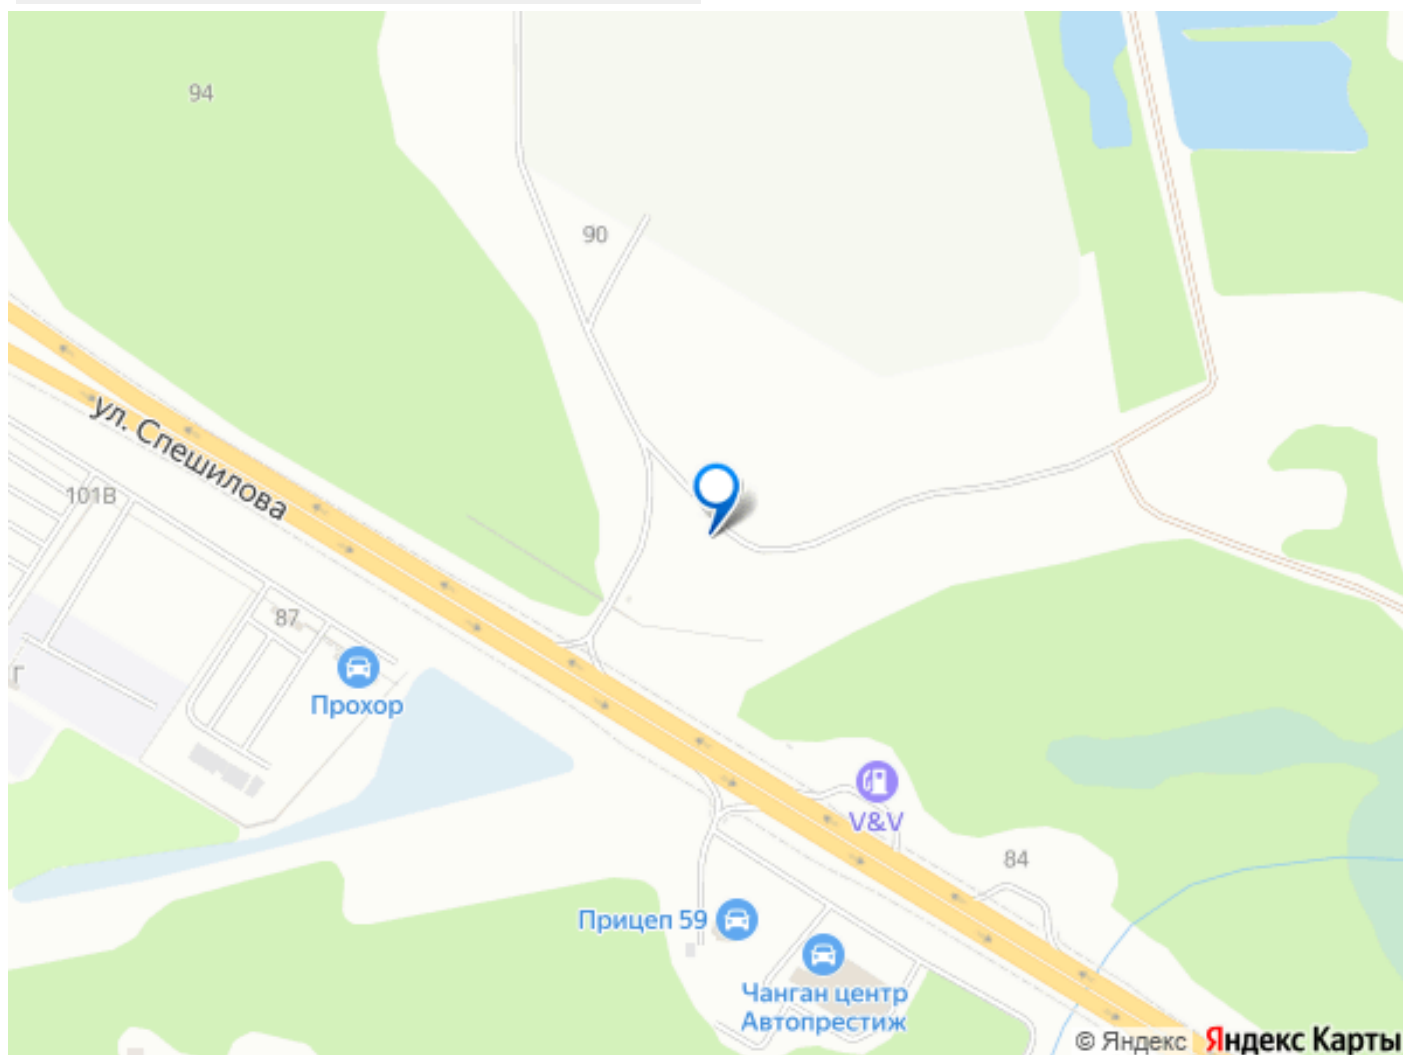 94
90
ул. Спешилова
101В
87
Г
Прохор
V&V
84
Прицеп 59
Чанган центр
Автопрестиж
© Яндекс Яндекс Карты